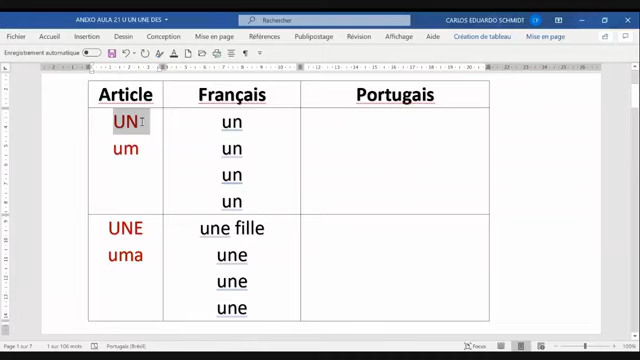 ANEXO AULA 21 U UN UNE DES
Rechercher
CARLOS EDUARDO SCHMIDT
Fichier Accueil Insertion Dessin Conception Mise en page Références Publipostage Révision Affichage Aide Création de tableau Mise en page
Enregistrement automatique
Article Français Portugais
UN un
um un
un
un
UNE une fille
uma une
une
une
Page 1 sur 7 1 sur 106 mots Portugais (Brésil) Focus 100%